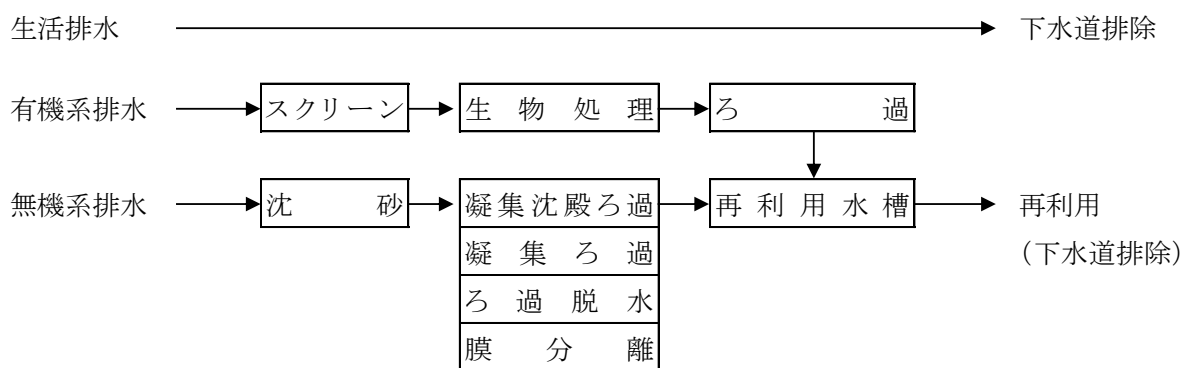 生活排水 下水道排除
有機系排水 スクリーン 生物処理 ろ過
無機系排水 沈砂 凝集沈殿ろ過 再利用水槽 再利用
凝集ろ過 (下水道排除)
ろ過脱水
膜分離